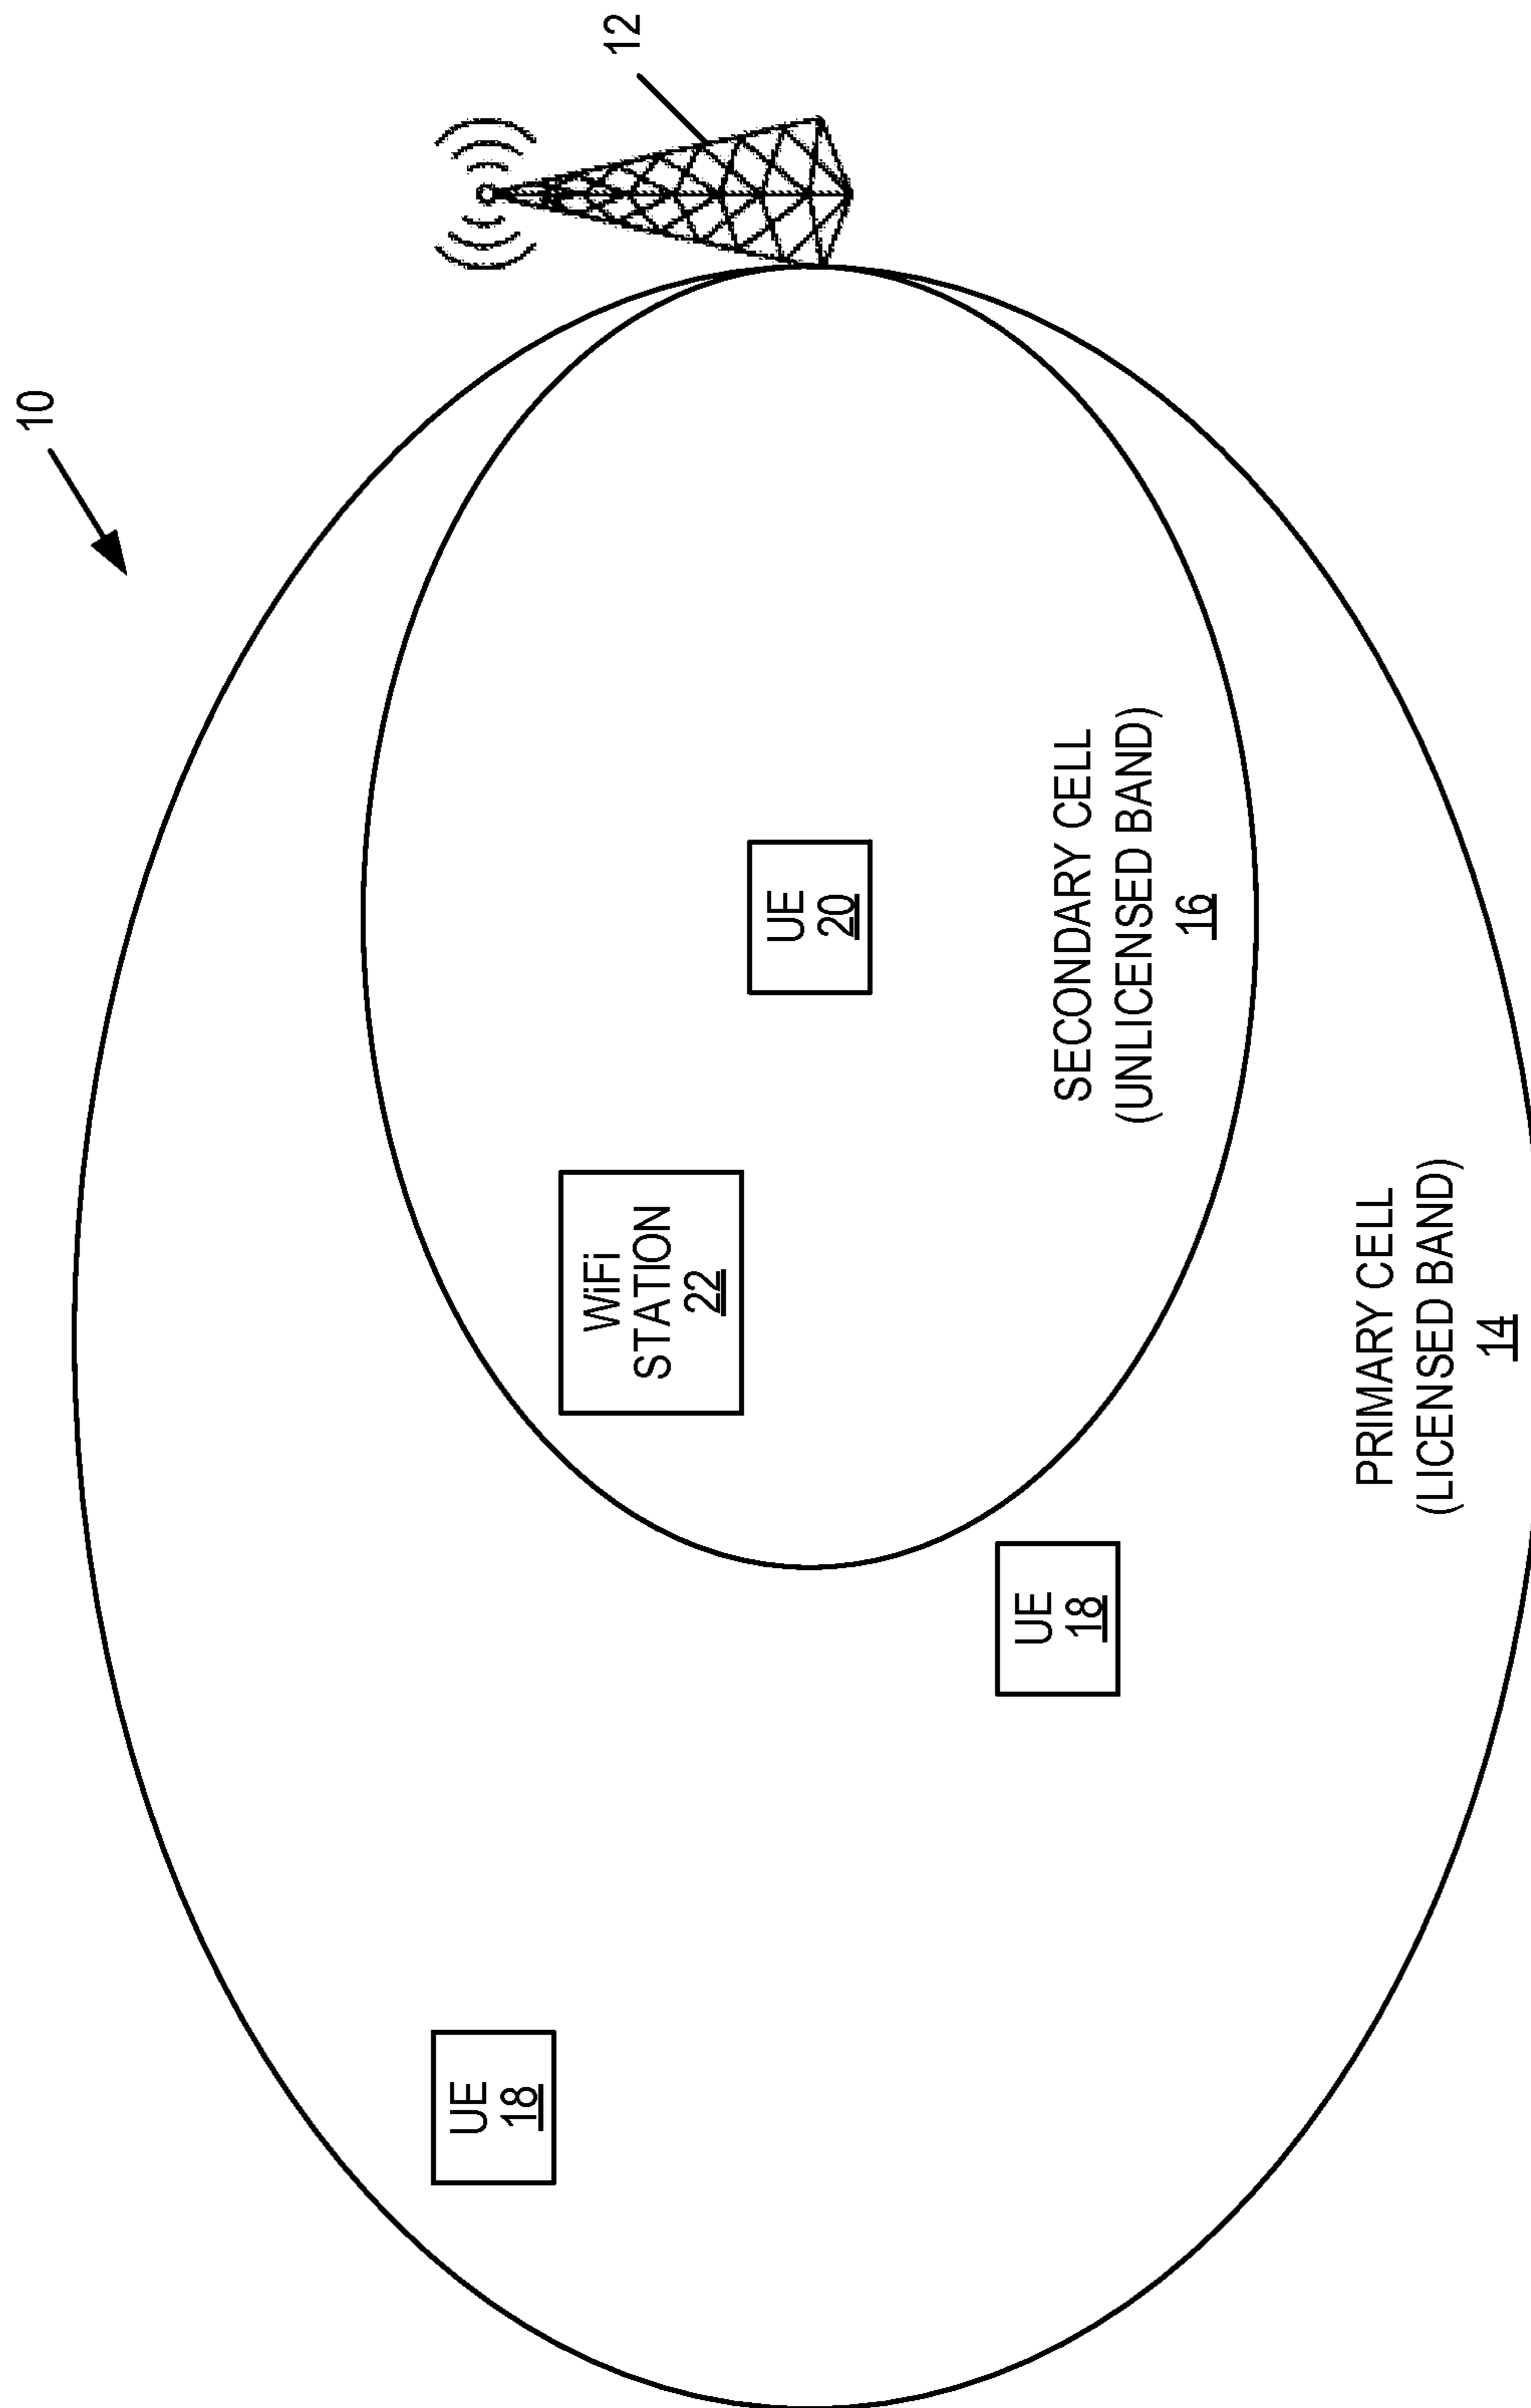 10
12
WiFi
STATION
22
UE
20
UE
18
UE
18
SECONDARY CELL
(UNLICENSED BAND)
16
PRIMARY CELL
(LICENSED BAND)
14